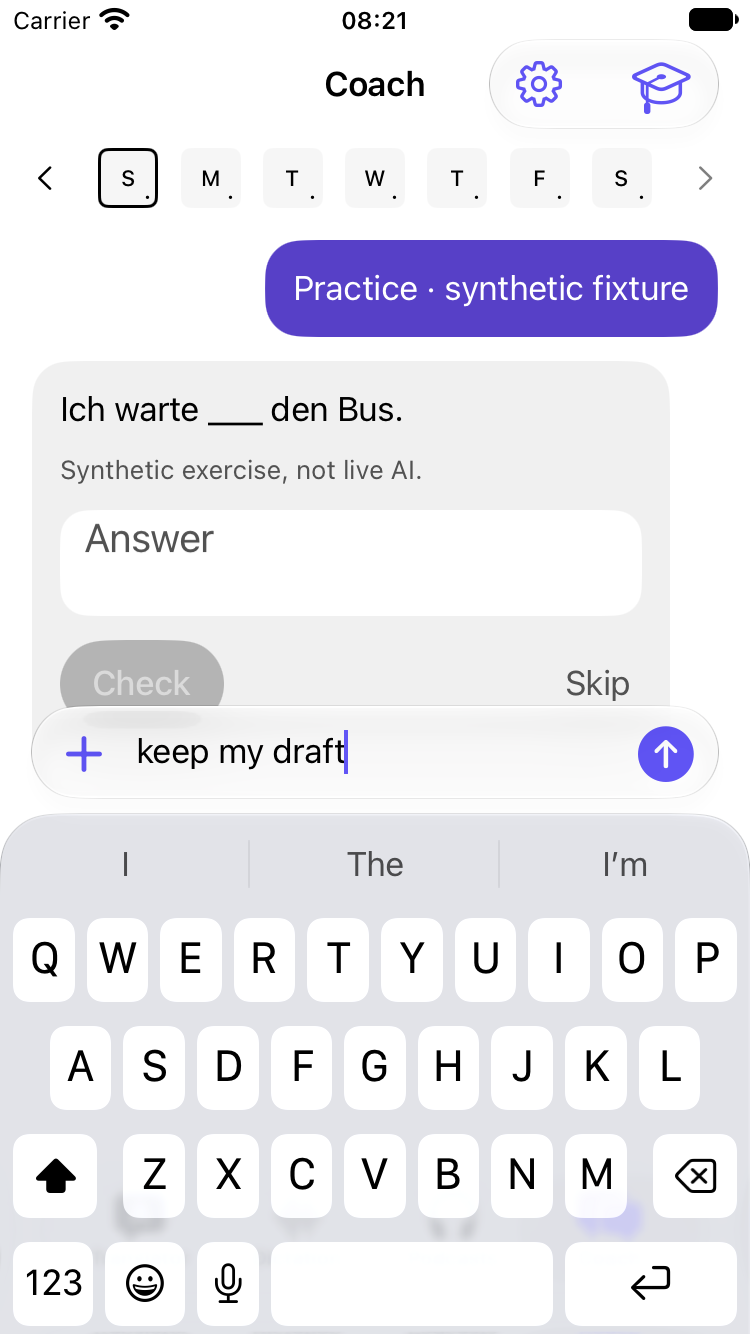 Carrier 08:21
Coach
S. M. T. W. T. F. S.
Practice · synthetic fixture
Ich warte ____ den Bus.
Synthetic exercise, not live AI.
Answer
Check Skip
keep my draft
I The I’m
Q W E R T Y U I O P
A S D F G H J K L
Z X C V B N M
123